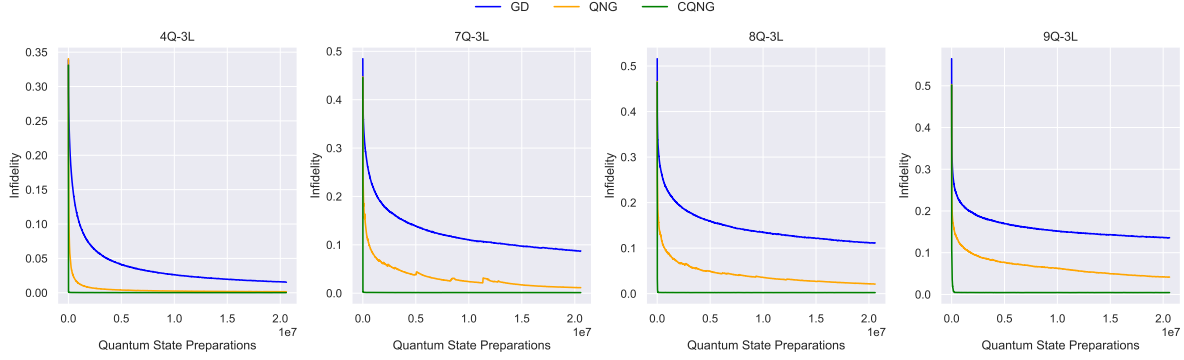 GD QNG CQNG
4Q-3L
0.35
0.30
0.25
0.20
0.15
0.10
0.05
0.00
Infidelity
0.0 0.5 1.0 1.5 2.0
1e7
Quantum State Preparations
7Q-3L
0.5
0.4
0.3
0.2
0.1
0.0
Infidelity
0.0 0.5 1.0 1.5 2.0
1e7
Quantum State Preparations
8Q-3L
0.5
0.4
0.3
0.2
0.1
0.0
Infidelity
0.0 0.5 1.0 1.5 2.0
1e7
Quantum State Preparations
9Q-3L
0.5
0.4
0.3
0.2
0.1
0.0
Infidelity
0.0 0.5 1.0 1.5 2.0
1e7
Quantum State Preparations